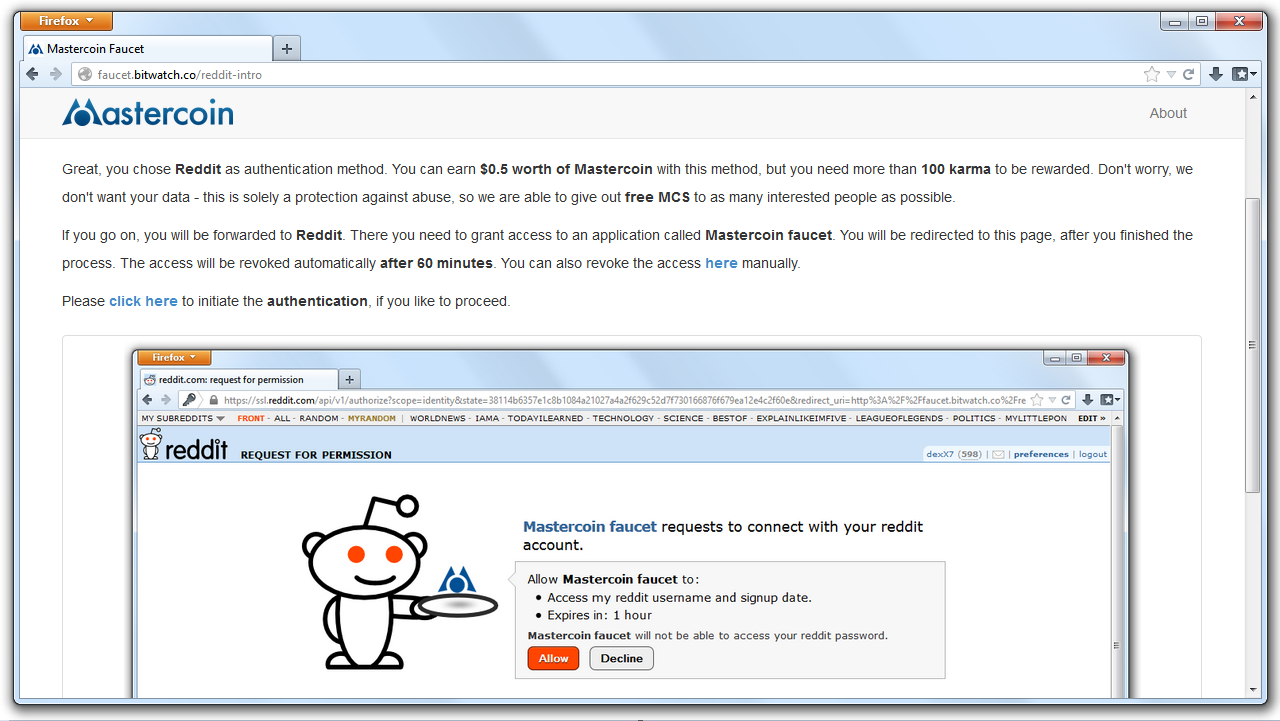 Firefox
Mastercoin Faucet
faucet.bitwatch.co/reddit-intro
Mastercoin
About
Great, you chose Reddit as authentication method. You can earn $0.5 worth of Mastercoin with this method, but you need more than 100 karma to be rewarded. Don't worry, we
don't want your data - this is solely a protection against abuse, so we are able to give out free MCS to as many interested people as possible.
If you go on, you will be forwarded to Reddit. There you need to grant access to an application called Mastercoin faucet. You will be redirected to this page, after you finished the
process. The access will be revoked automatically after 60 minutes. You can also revoke the access here manually.
Please click here to initiate the authentication, if you like to proceed.
Firefox
reddit.com: request for permission
https://ssl.reddit.com/api/v1/authorize?scope=identity&state=38114b6357e1c8b1084a21027a4a2f629c52d7f730166876f679ea12e4c2f60e&redirect_uri=http%3A%2F%2Ffaucet.bitwatch.co%2Fre
MY SUBREDDITS FRONT - ALL - RANDOM - MYRANDOM | WORLDNEWS - IAMA - TODAYILEARNED - TECHNOLOGY - SCIENCE - BESTOF - EXPLAINLIKEIMFIVE - LEAGUEOFLEGENDS - POLITICS - MYLITTLEPON EDIT »
reddit REQUEST FOR PERMISSION
dexX7 (598) | | preferences | logout
Mastercoin faucet requests to connect with your reddit
account.
Allow Mastercoin faucet to:
• Access my reddit username and signup date.
• Expires in: 1 hour
Mastercoin faucet will not be able to access your reddit password.
Allow Decline